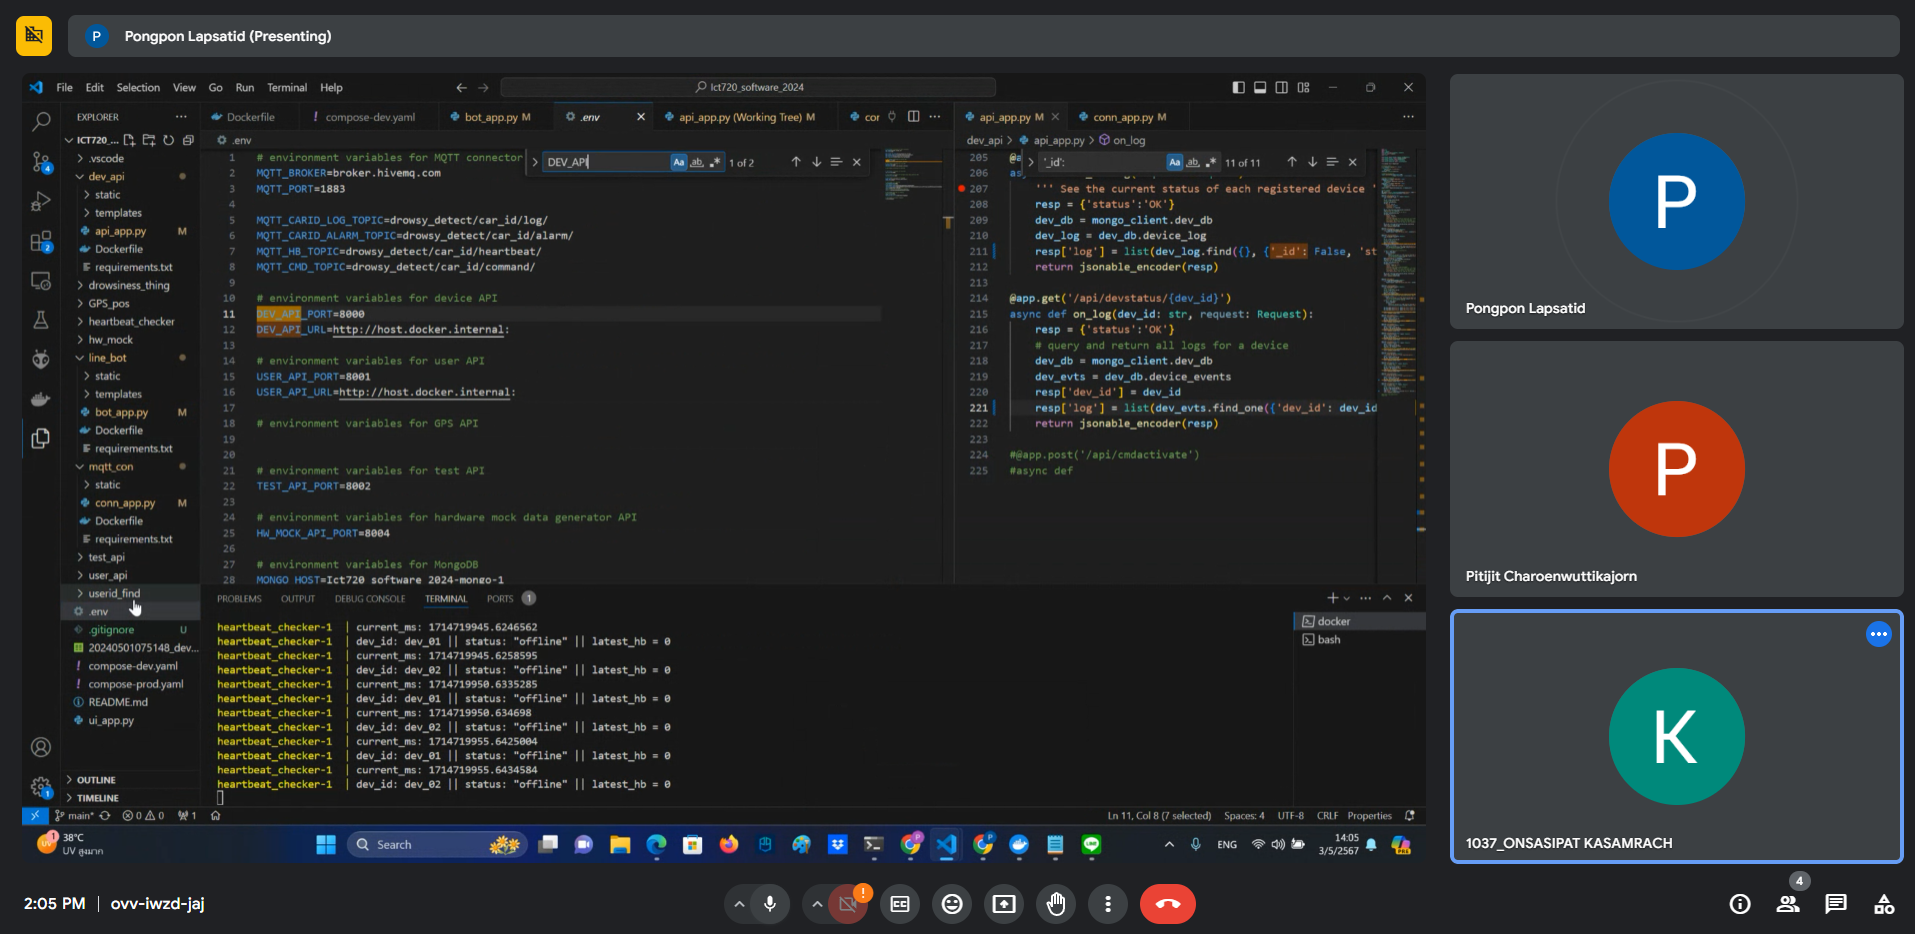 P Pongpon Lapsatid (Presenting)
File Edit Selection View Go Run Terminal Help
Ict720_software_2024
EXPLORER
ICT720_...
.vscode
dev_api
static
templates
api_app.py M
Dockerfile
requirements.txt
drowsiness_thing
GPS_pos
heartbeat_checker
hw_mock
line_bot
static
templates
bot_app.py M
Dockerfile
requirements.txt
mqtt_con
static
conn_app.py M
Dockerfile
requirements.txt
test_api
user_api
userid_find
.env
.gitignore U
20240501075148_dev...
compose-dev.yaml
compose-prod.yaml
README.md
ui_app.py
OUTLINE
TIMELINE
4
2
1
Dockerfile ! compose-dev.yaml bot_app.py M .env api_app.py (Working Tree) M cor
.env
DEV_API Aa ab 1 of 2
1 # environment variables for MQTT connector
2 MQTT_BROKER=broker.hivemq.com
3 MQTT_PORT=1883
4
5 MQTT_CARID_LOG_TOPIC=drowsy_detect/car_id/log/
6 MQTT_CARID_ALARM_TOPIC=drowsy_detect/car_id/alarm/
7 MQTT_HB_TOPIC=drowsy_detect/car_id/heartbeat/
8 MQTT_CMD_TOPIC=drowsy_detect/car_id/command/
9
10 # environment variables for device API
11 DEV_API_PORT=8000
12 DEV_API_URL=http://host.docker.internal:
13
14 # environment variables for user API
15 USER_API_PORT=8001
16 USER_API_URL=http://host.docker.internal:
17
18 # environment variables for GPS API
19
20
21 # environment variables for test API
22 TEST_API_PORT=8002
23
24 # environment variables for hardware mock data generator API
25 HW_MOCK_API_PORT=8004
26
27 # environment variables for MongoDB
28 MONGO_HOST=Ict720_software_2024-mongo-1
api_app.py M conn_app.py M
dev_api > api_app.py > on_log
'_id': Aa ab 11 of 11
205 @a
206 as
207 ''' See the current status of each registered device '
208 resp = {'status':'OK'}
209 dev_db = mongo_client.dev_db
210 dev_log = dev_db.device_log
211 resp['log'] = list(dev_log.find({}, {'_id': False, 'st
212 return jsonable_encoder(resp)
213
214 @app.get('/api/devstatus/{dev_id}')
215 async def on_log(dev_id: str, request: Request):
216 resp = {'status':'OK'}
217 # query and return all logs for a device
218 dev_db = mongo_client.dev_db
219 dev_evts = dev_db.device_events
220 resp['dev_id'] = dev_id
221 resp['log'] = list(dev_evts.find_one({'dev_id': dev_id
222 return jsonable_encoder(resp)
223
224 #@app.post('/api/cmdactivate')
225 #async def
PROBLEMS OUTPUT DEBUG CONSOLE TERMINAL PORTS 1
heartbeat_checker-1 | current_ms: 1714719945.6246562
heartbeat_checker-1 | dev_id: dev_01 || status: "offline" || latest_hb = 0
heartbeat_checker-1 | current_ms: 1714719945.6258595
heartbeat_checker-1 | dev_id: dev_02 || status: "offline" || latest_hb = 0
heartbeat_checker-1 | current_ms: 1714719950.6335285
heartbeat_checker-1 | dev_id: dev_01 || status: "offline" || latest_hb = 0
heartbeat_checker-1 | current_ms: 1714719950.634698
heartbeat_checker-1 | dev_id: dev_02 || status: "offline" || latest_hb = 0
heartbeat_checker-1 | current_ms: 1714719955.6425004
heartbeat_checker-1 | dev_id: dev_01 || status: "offline" || latest_hb = 0
heartbeat_checker-1 | current_ms: 1714719955.6434584
heartbeat_checker-1 | dev_id: dev_02 || status: "offline" || latest_hb = 0
docker
bash
main* 0 0 1 Ln 11, Col 8 (7 selected) Spaces: 4 UTF-8 CRLF Properties
1 38°C
UV สูงมาก
Search
ENG
14:05
3/5/2567
P
Pongpon Lapsatid
P
Pitijit Charoenwuttikajorn
K
1037_ONSASIPAT KASAMRACH
2:05 PM | ovv-iwzd-jaj
4